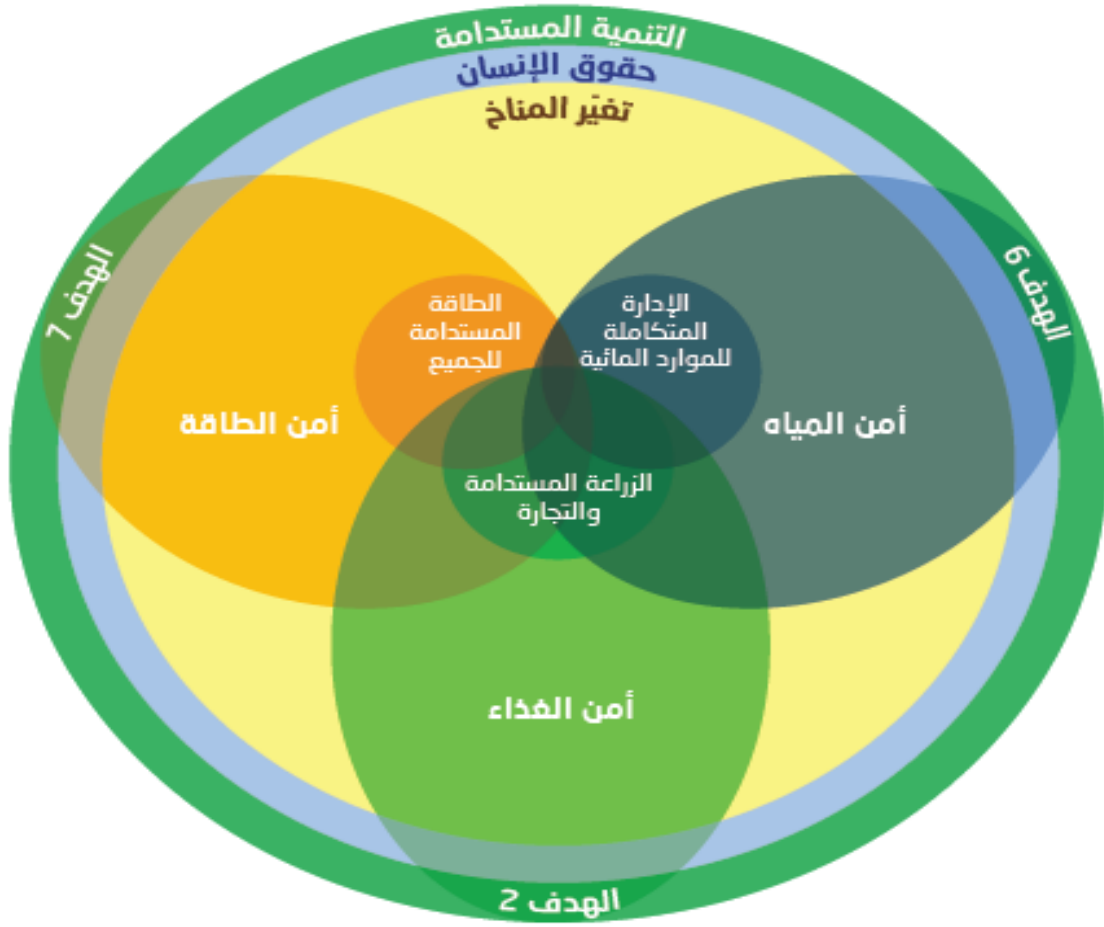 التنمية المستدامة
حقوق الإنسان
تغيّر المناخ
الهدف 6
الهدف 7
الإدارة
المتكاملة
للموارد المائية
الطاقة
المستدامة
للجميع
أمن المياه
أمن الطاقة
الزراعة المستدامة
والتجارة
أمن الغذاء
الهدف 2